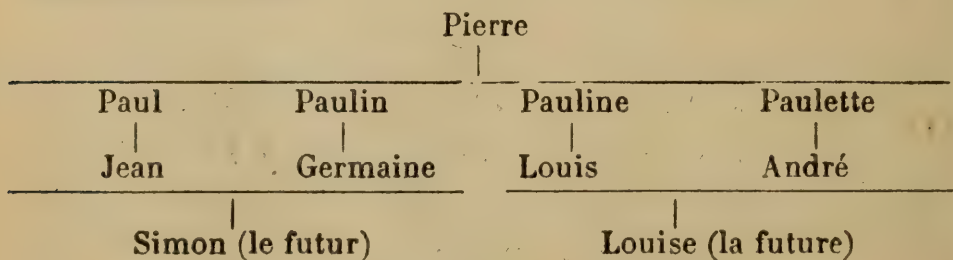 Pierre
Paul Paulin Pauline Paulette
Jean Germaine Louis André
Simon (le futur) Louise (la future)